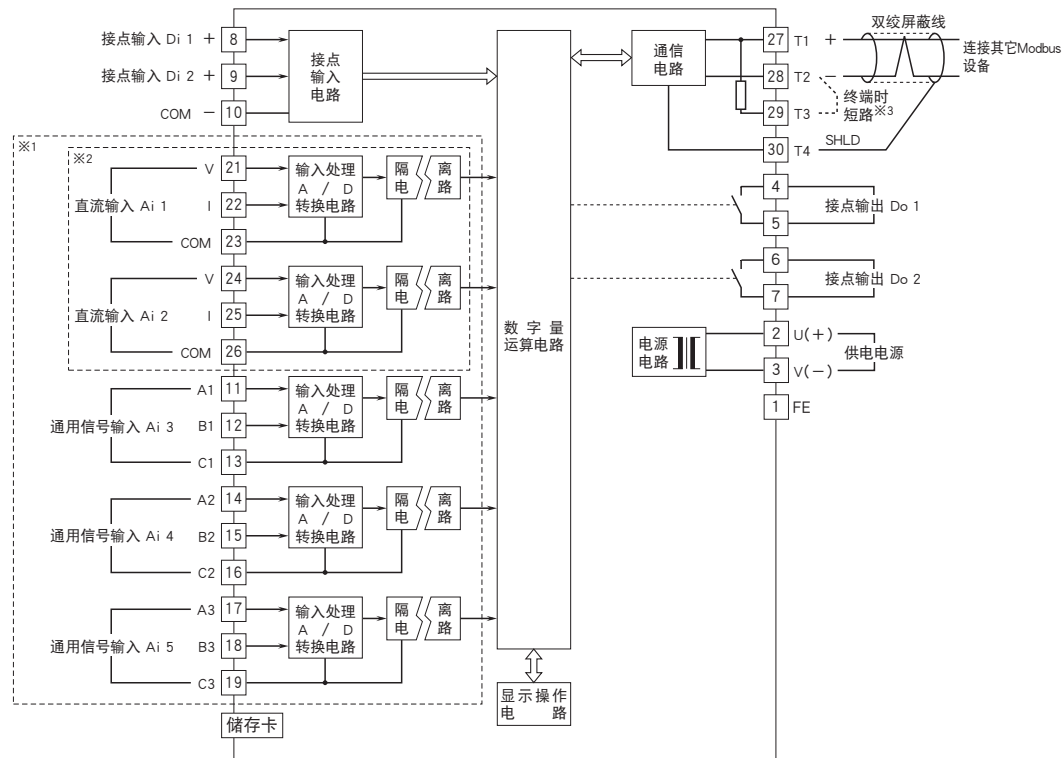 接点输入 Di 1 + 8
接点输入 Di 2 + 9
COM − 10
接点
输入
电路
※1
※2
直流输入 Ai 1
V 21
I 22
COM 23
输入处理
A / D
转换电路
隔 离
电 路
直流输入 Ai 2
V 24
I 25
COM 26
输入处理
A / D
转换电路
隔 离
电 路
通用信号输入 Ai 3
A1 11
B1 12
C1 13
输入处理
A / D
转换电路
隔 离
电 路
通用信号输入 Ai 4
A2 14
B2 15
C2 16
输入处理
A / D
转换电路
隔 离
电 路
通用信号输入 Ai 5
A3 17
B3 18
C3 19
输入处理
A / D
转换电路
隔 离
电 路
储存卡
数 字 量
运算电路
显示操作
电 路
通信
电路
27 T1 +
28 T2 −
29 T3
30 T4 SHLD
双绞屏蔽线
连接其它Modbus
设备
终端时
短路※3
4
5
接点输出 Do 1
6
7
接点输出 Do 2
电源
电路
2 U(+)
3 V(−)
供电电源
1 FE